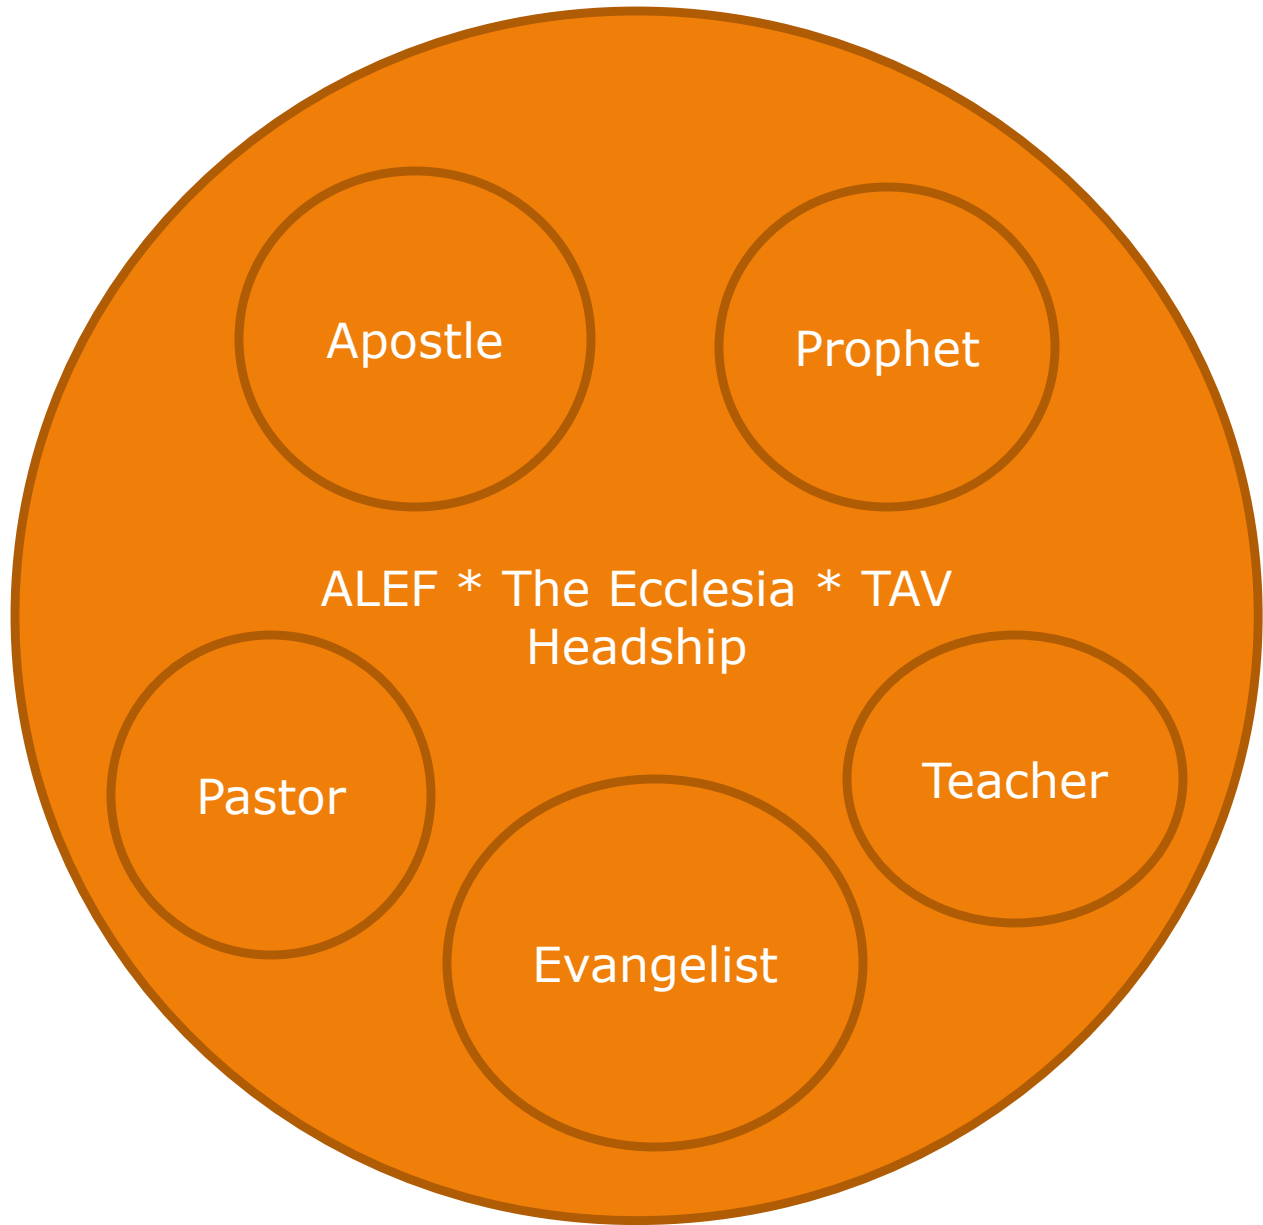 Apostle
Prophet
ALEF * The Ecclesia * TAV
Headship
Pastor
Teacher
Evangelist